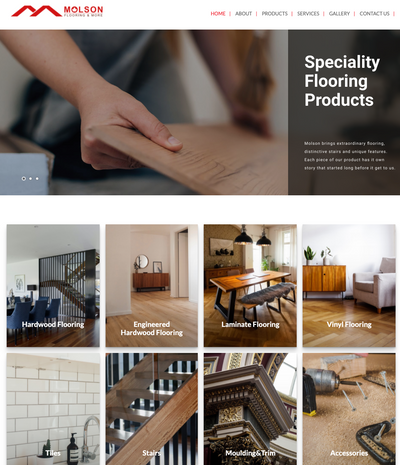 MOLSON
FLOORING & MORE
HOME | ABOUT | PRODUCTS | SERVICES | GALLERY | CONTACT US |
Speciality
Flooring
Products
Molson brings extraordinary flooring,
distinctive stairs and unique features.
Each piece of our product has it own
story that started long before it get to us.
Hardwood Flooring
Engineered
Hardwood Flooring
Laminate Flooring
Vinyl Flooring
Tiles
Stairs
Moulding&Trim
Accessories